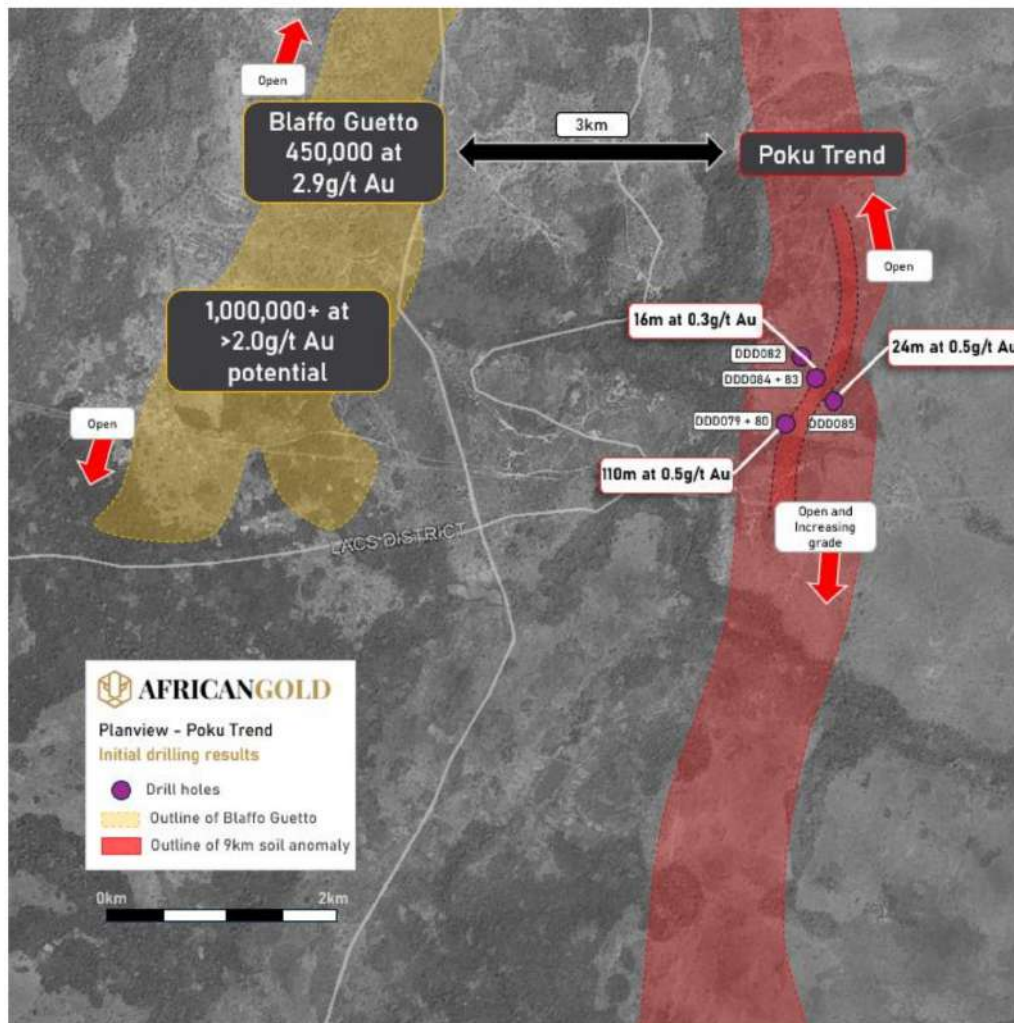 Open
Blaffo Guetto
450,000 at
2.9g/t Au
3km
Poku Trend
Open
1,000,000+ at
>2.0g/t Au
potential
16m at 0.3g/t Au
24m at 0.5g/t Au
DDD082
DDD084 + 83
Open
DDD079 + 80
DDD085
110m at 0.5g/t Au
Open and
Increasing
grade
LACS DISTRICT
AFRICANGOLD
Planview - Poku Trend
Initial drilling results
Drill holes
Outline of Blaffo Guetto
Outline of 9km soil anomaly
0km
2km